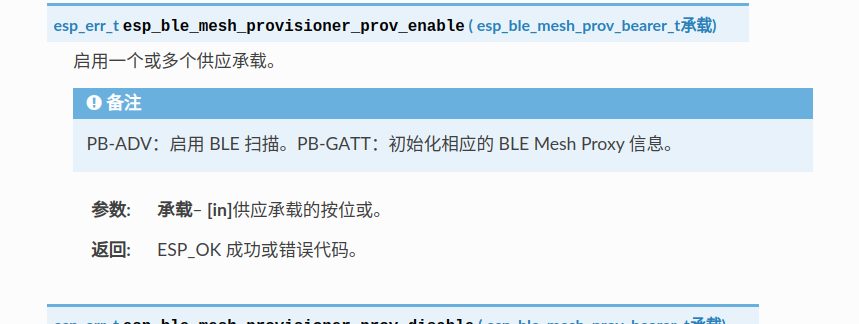 esp_err_t esp_ble_mesh_provisioner_prov_enable( esp_ble_mesh_prov_bearer_t承载)
启用一个或多个供应承载。
备注
PB-ADV：启用 BLE 扫描。PB-GATT：初始化相应的 BLE Mesh Proxy 信息。
参数: 承载– [in]供应承载的按位或。
返回: ESP_OK 成功或错误代码。
esp_err_t esp_ble_mesh_provisioner_prov_disable( esp_ble_mesh_prov_bearer_t承载)